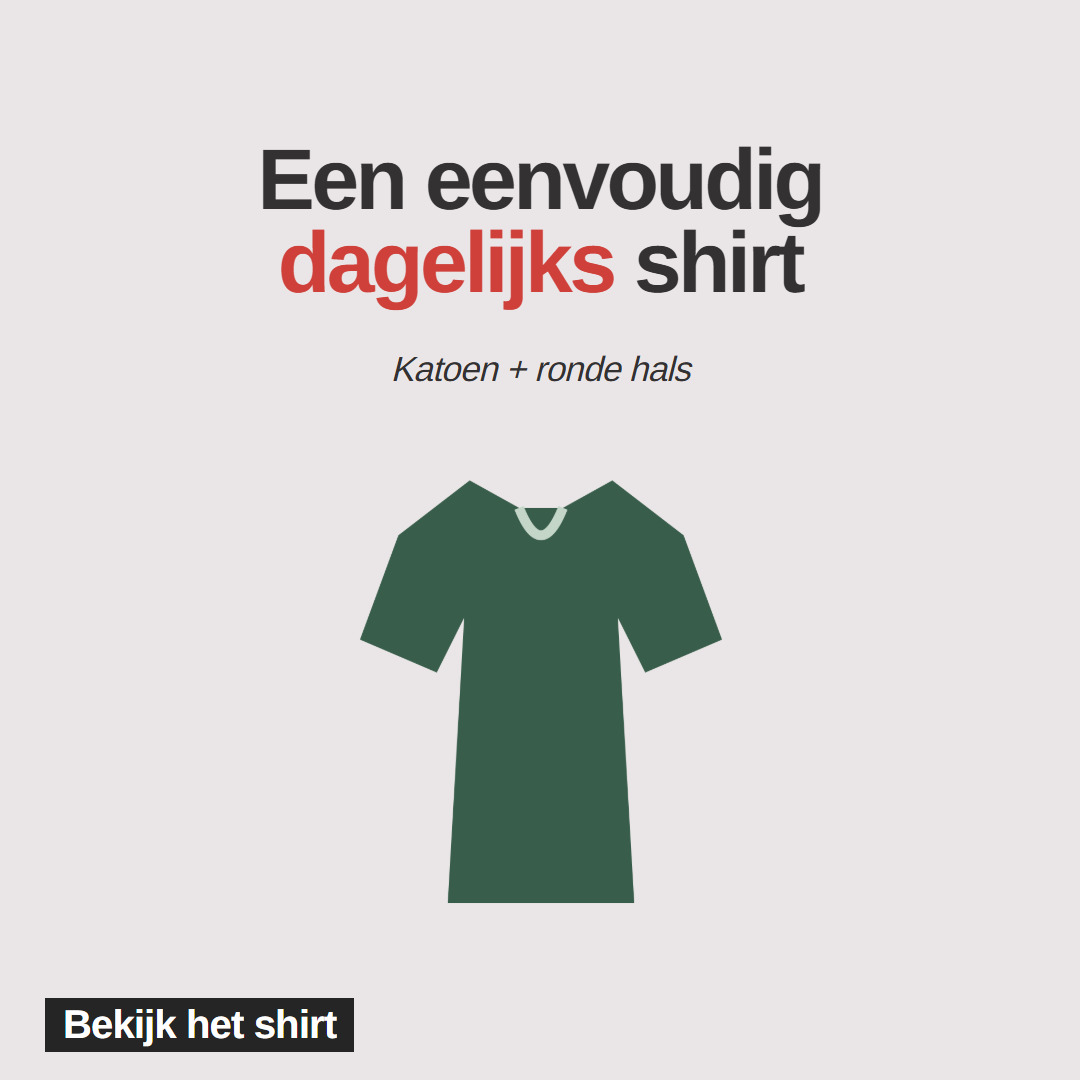 Een eenvoudig
dagelijks shirt
Katoen + ronde hals
Bekijk het shirt